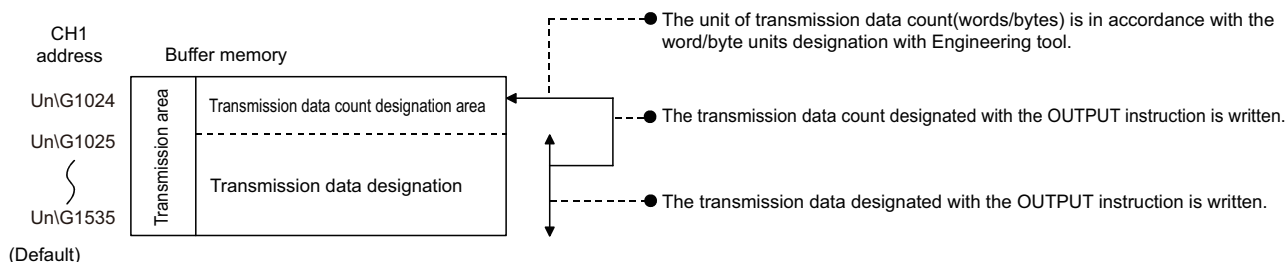 CH1
address
Buffer memory
Un\G1024
Un\G1025
Un\G1535
(Default)
Transmission area
Transmission data count designation area
Transmission data designation
The unit of transmission data count(words/bytes) is in accordance with the
word/byte units designation with Engineering tool.
The transmission data count designated with the OUTPUT instruction is written.
The transmission data designated with the OUTPUT instruction is written.